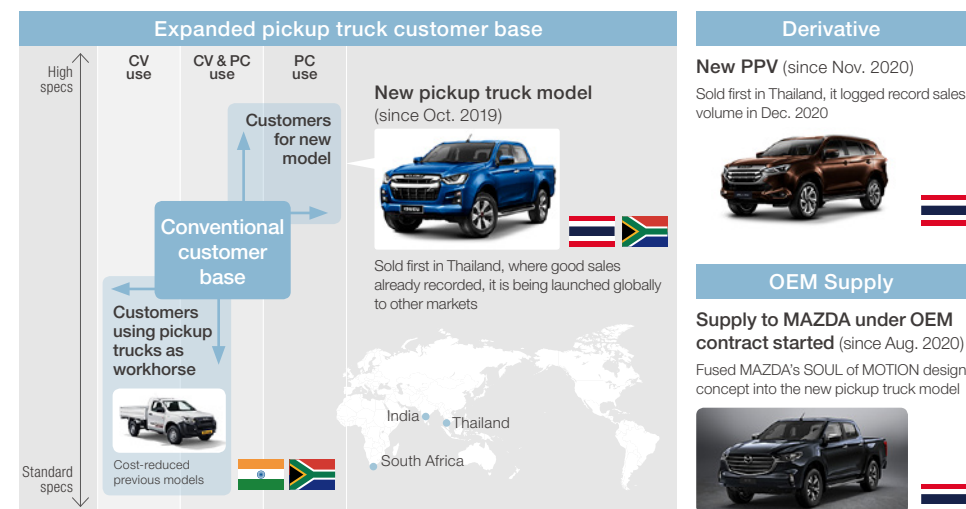 Expanded pickup truck customer base
High
specs
CV
use
CV & PC
use
PC
use
Customers
for new
model
Conventional
customer
base
Customers
using pickup
trucks as
workhorse
Cost-reduced
previous models
Standard
specs
New pickup truck model
(since Oct. 2019)
Sold first in Thailand, where good sales
already recorded, it is being launched globally
to other markets
India
Thailand
South Africa
Derivative
New PPV (since Nov. 2020)
Sold first in Thailand, it logged record sales
volume in Dec. 2020
OEM Supply
Supply to MAZDA under OEM
contract started (since Aug. 2020)
Fused MAZDA's SOUL of MOTION design
concept into the new pickup truck model